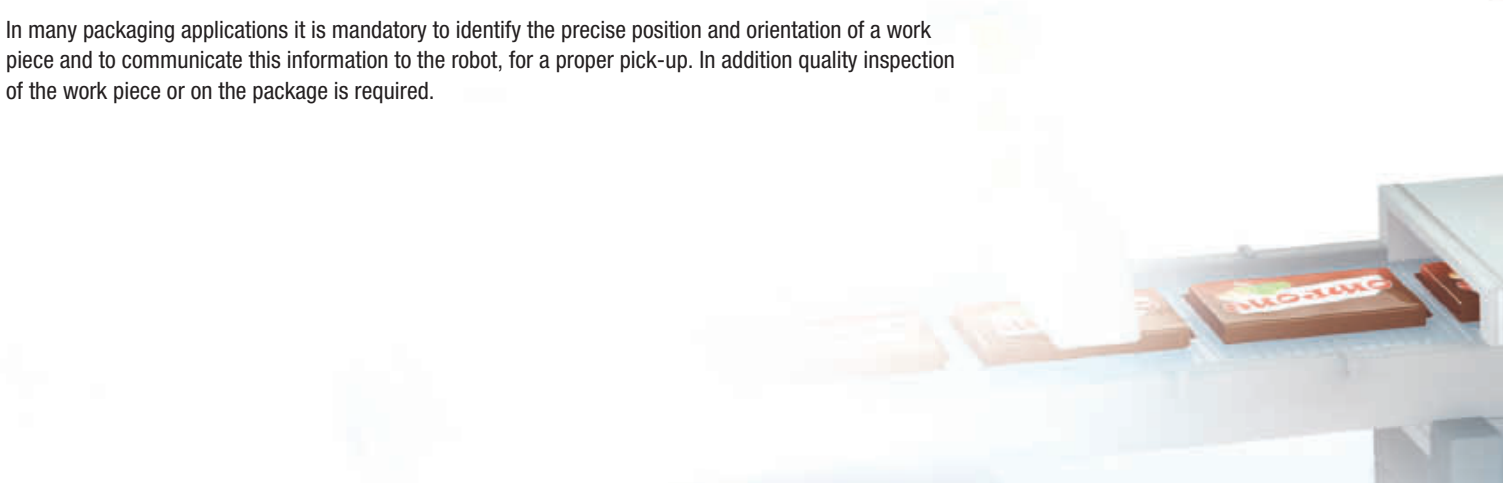 In many packaging applications it is mandatory to identify the precise position and orientation of a work
piece and to communicate this information to the robot, for a proper pick-up. In addition quality inspection
of the work piece or on the package is required.